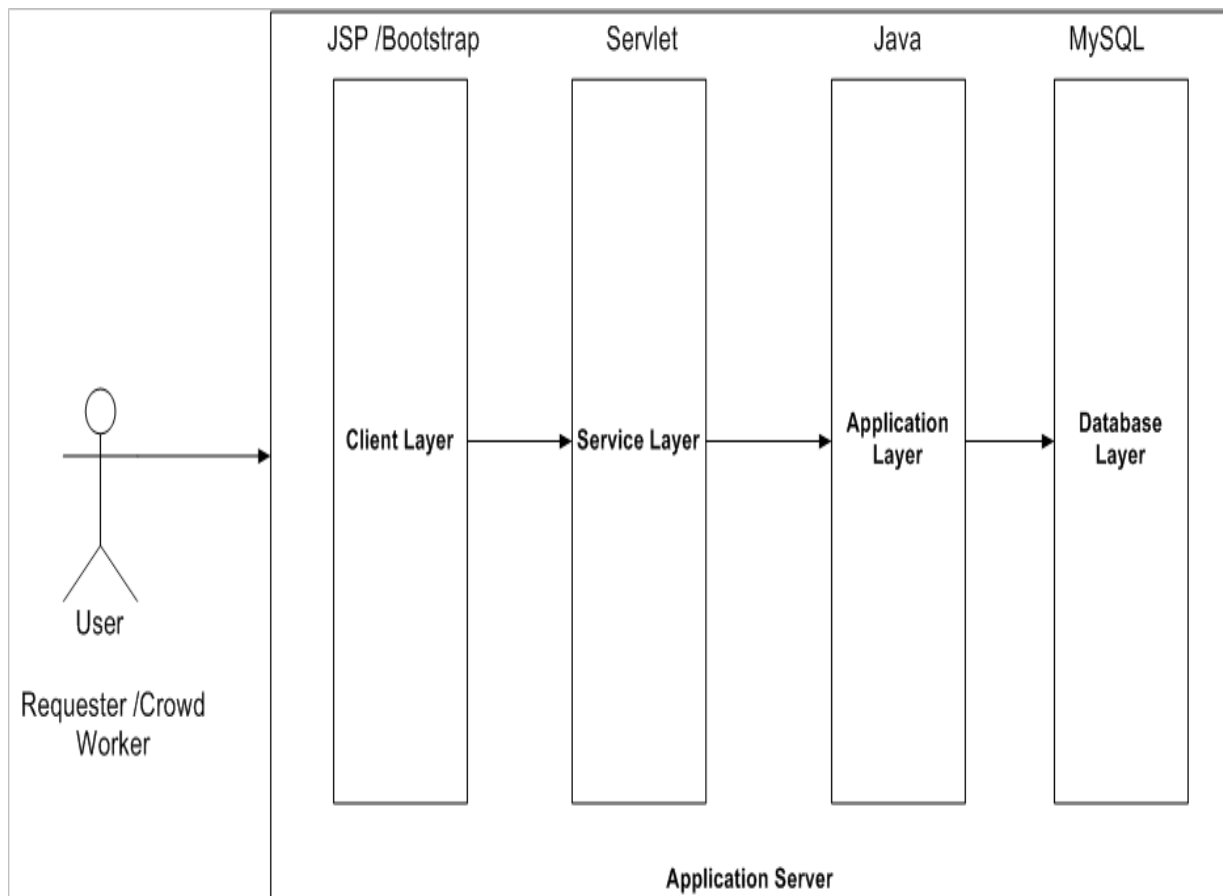 JSP /Bootstrap
Servlet
Java
MySQL
Client Layer
Service Layer
Application
Layer
Database
Layer
User
Requester /Crowd
Worker
Application Server